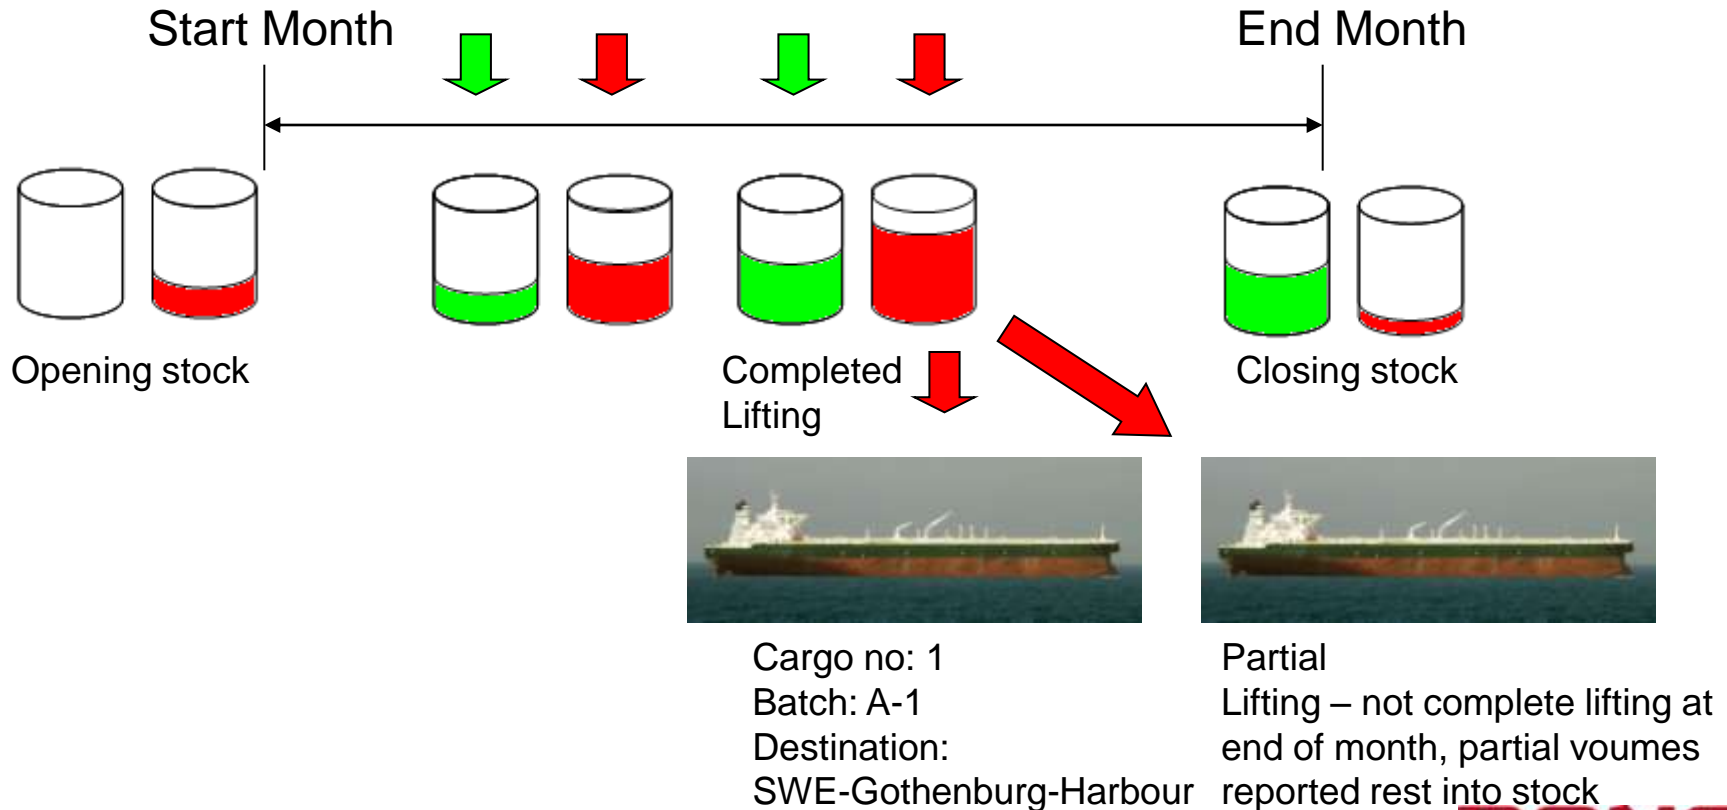 Start Month
End Month
Opening stock
Completed
Lifting
Closing stock
Cargo no: 1
Batch: A-1
Destination:
SWE-Gothenburg-Harbour
Partial
Lifting – not complete lifting at
end of month, partial voumes
reported rest into stock